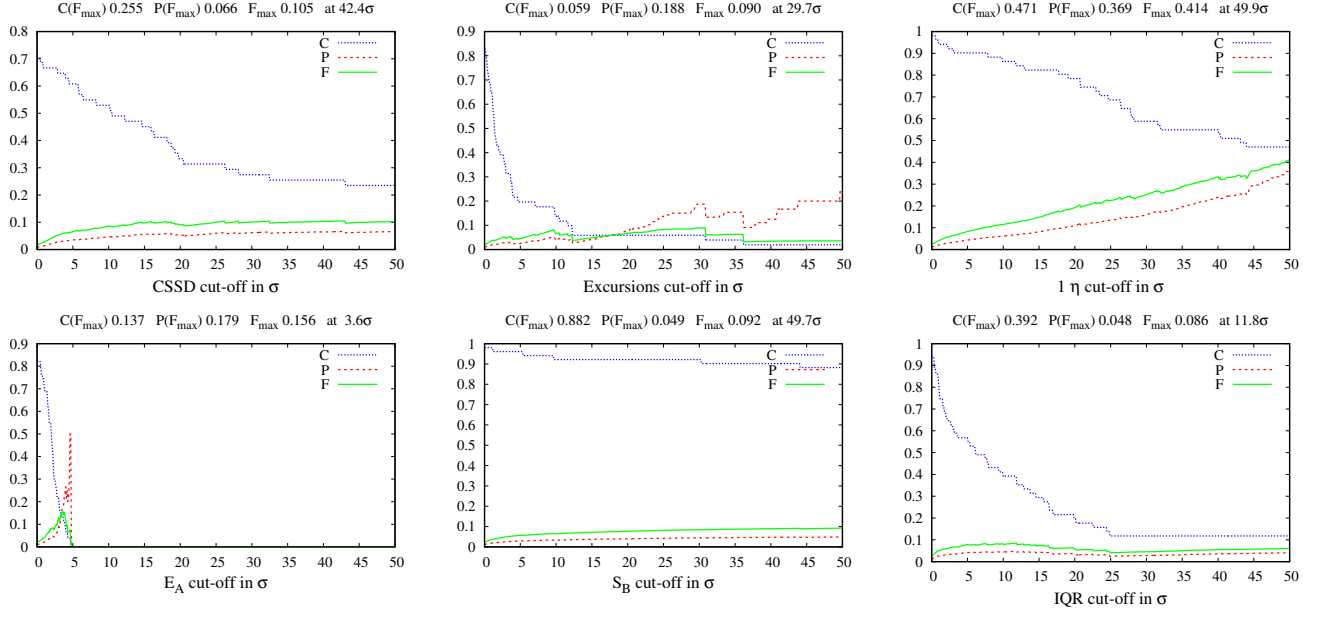 C(Fmax) 0.255 P(Fmax) 0.066 Fmax 0.105 at 42.4σ
C
P
F
0.8
0.7
0.6
0.5
0.4
0.3
0.2
0.1
0
0 5 10 15 20 25 30 35 40 45 50
CSSD cut-off in σ
C(Fmax) 0.059 P(Fmax) 0.188 Fmax 0.090 at 29.7σ
C
P
F
0.9
0.8
0.7
0.6
0.5
0.4
0.3
0.2
0.1
0
0 5 10 15 20 25 30 35 40 45 50
Excursions cut-off in σ
C(Fmax) 0.471 P(Fmax) 0.369 Fmax 0.414 at 49.9σ
C
P
F
1
0.9
0.8
0.7
0.6
0.5
0.4
0.3
0.2
0.1
0
0 5 10 15 20 25 30 35 40 45 50
1 η cut-off in σ
C(Fmax) 0.137 P(Fmax) 0.179 Fmax 0.156 at 3.6σ
C
P
F
0.9
0.8
0.7
0.6
0.5
0.4
0.3
0.2
0.1
0
0 5 10 15 20 25 30 35 40 45 50
EA cut-off in σ
C(Fmax) 0.882 P(Fmax) 0.049 Fmax 0.092 at 49.7σ
C
P
F
1
0.9
0.8
0.7
0.6
0.5
0.4
0.3
0.2
0.1
0
0 5 10 15 20 25 30 35 40 45 50
SB cut-off in σ
C(Fmax) 0.392 P(Fmax) 0.048 Fmax 0.086 at 11.8σ
C
P
F
1
0.9
0.8
0.7
0.6
0.5
0.4
0.3
0.2
0.1
0
0 5 10 15 20 25 30 35 40 45 50
IQR cut-off in σ